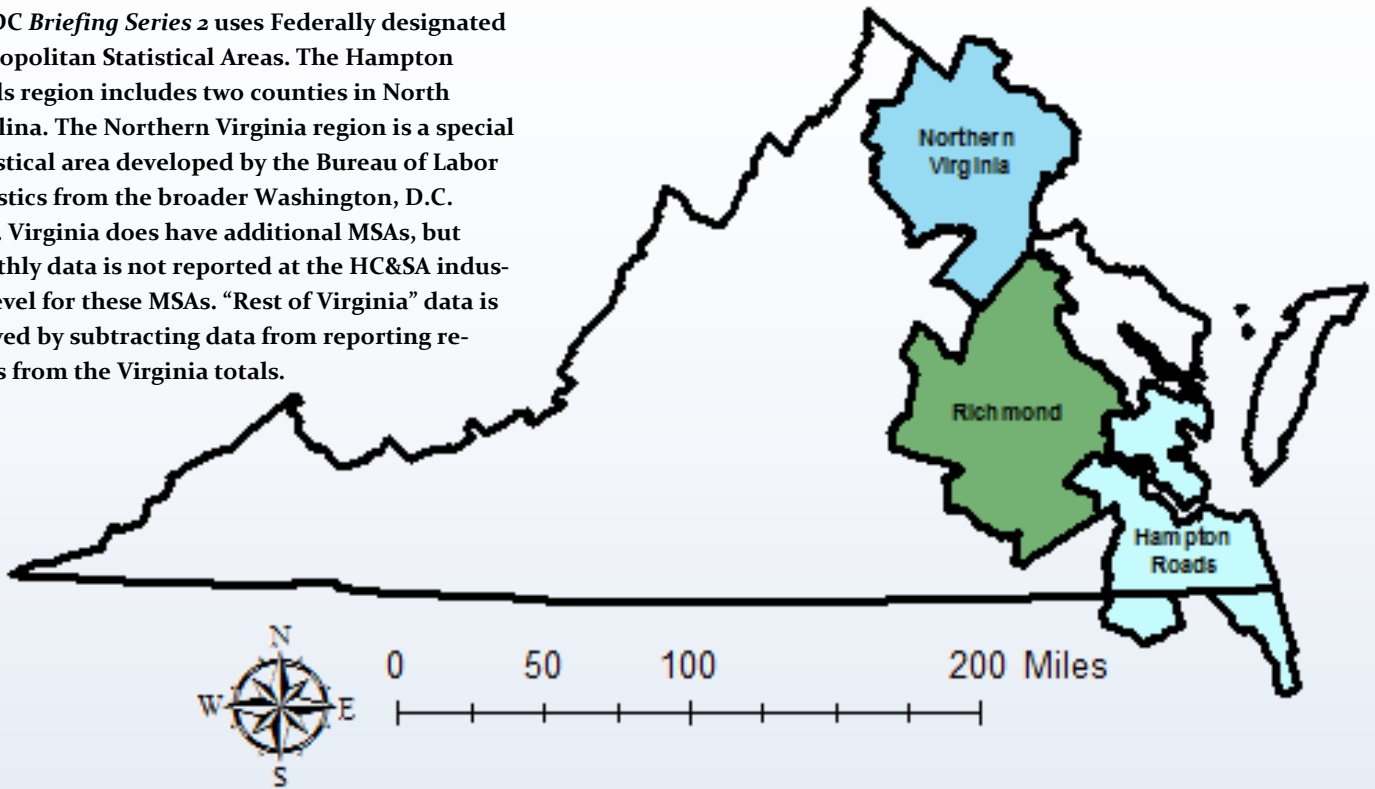 DC Briefing Series 2 uses Federally designated
opolitan Statistical Areas. The Hampton
ls region includes two counties in North
lina. The Northern Virginia region is a special
istical area developed by the Bureau of Labor
stics from the broader Washington, D.C.
. Virginia does have additional MSAs, but
thly data is not reported at the HC&SA indus-
evel for these MSAs. “Rest of Virginia” data is
ved by subtracting data from reporting re-
s from the Virginia totals.
Northern
Virginia
Richmond
Hampton
Roads
N
W
E
S
0 50 100 200 Miles